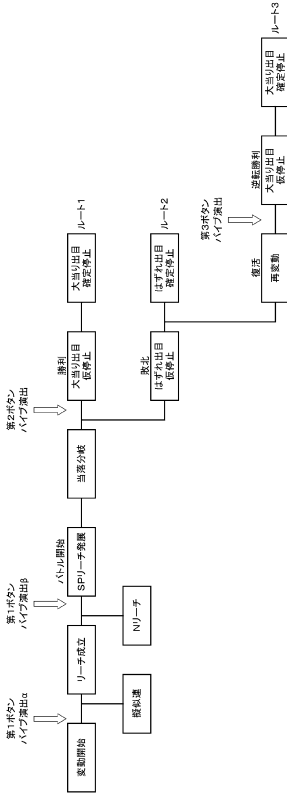 第1ボタン
バイブ演出α
第1ボタン
バイブ演出β
第2ボタン
バイブ演出
第3ボタン
バイブ演出
変動開始
擬似連
リーチ成立
Nリーチ
バトル開始
SPリーチ発展
当落分岐
勝利
大当り出目
仮停止
大当り出目
確定停止
ルート1
敗北
はずれ出目
仮停止
はずれ出目
確定停止
ルート2
復活
再変動
逆転勝利
大当り出目
仮停止
大当り出目
確定停止
ルート3